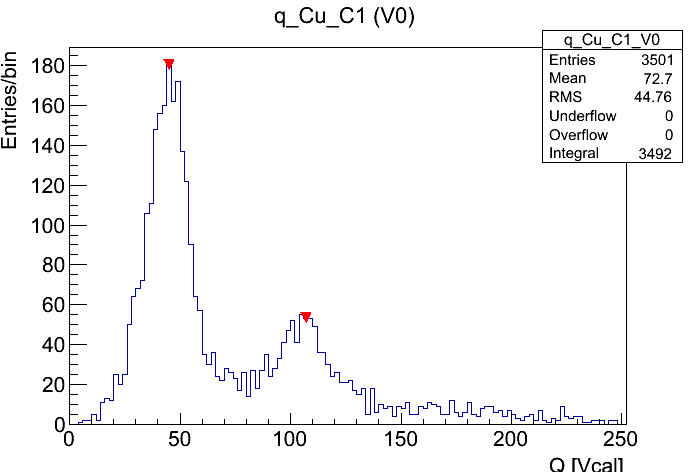 q_Cu_C1 (V0)
q_Cu_C1_V0
Entries 3501
Mean 72.7
RMS 44.76
Underflow 0
Overflow 0
Integral 3492
Entries/bin
180
160
140
120
100
80
60
40
20
0
0 50 100 150 200 250
Q [Vcal]